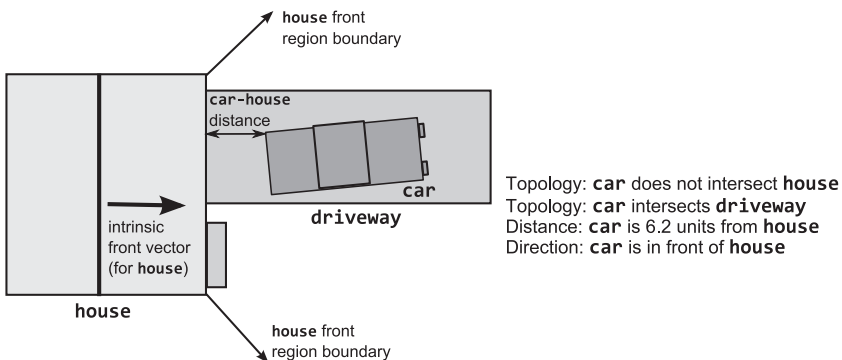 house front
region boundary
car-house
distance
car
driveway
intrinsic
front vector
(for house)
house
house front
region boundary
Topology: car does not intersect house
Topology: car intersects driveway
Distance: car is 6.2 units from house
Direction: car is in front of house